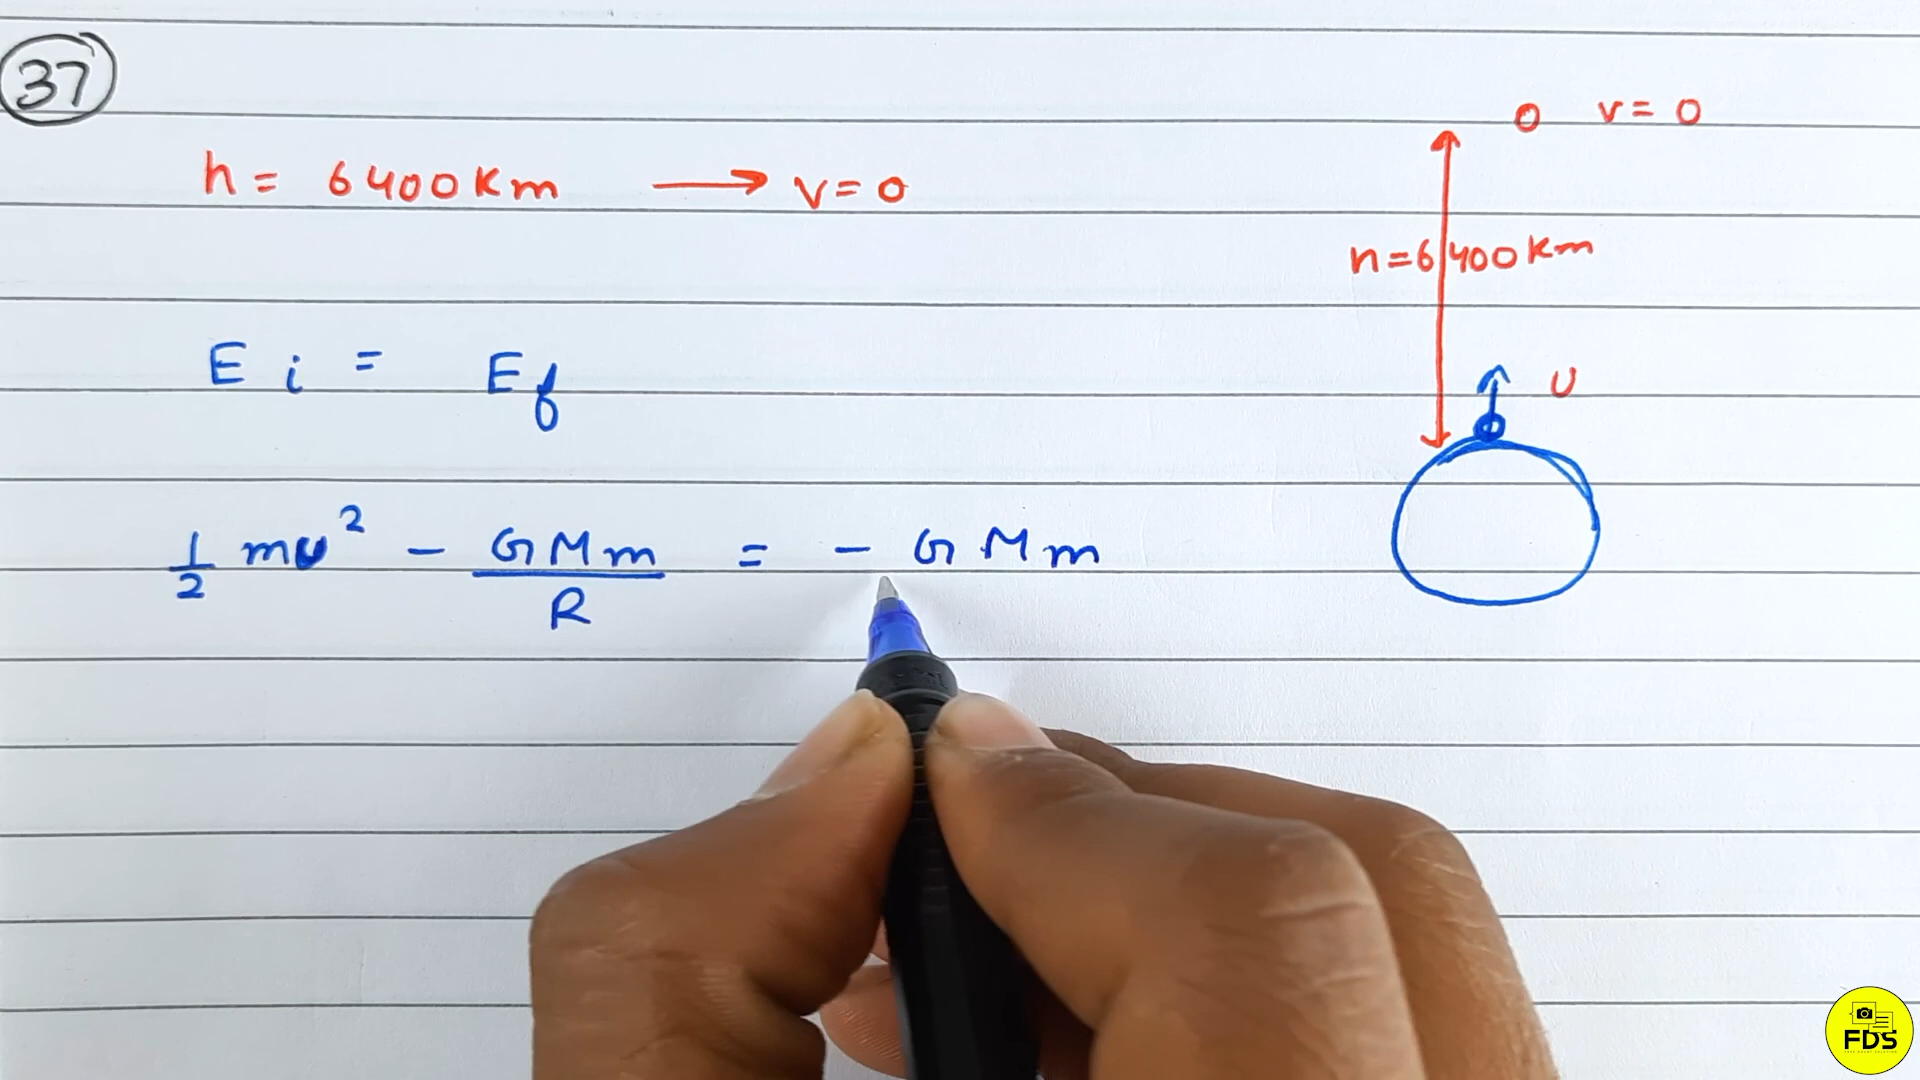 37
h = 6400 Km → v = 0
E i = E f
1/2 mu² - GMm/R = - GMm
0 v = 0
h = 6400 Km
U
FDS